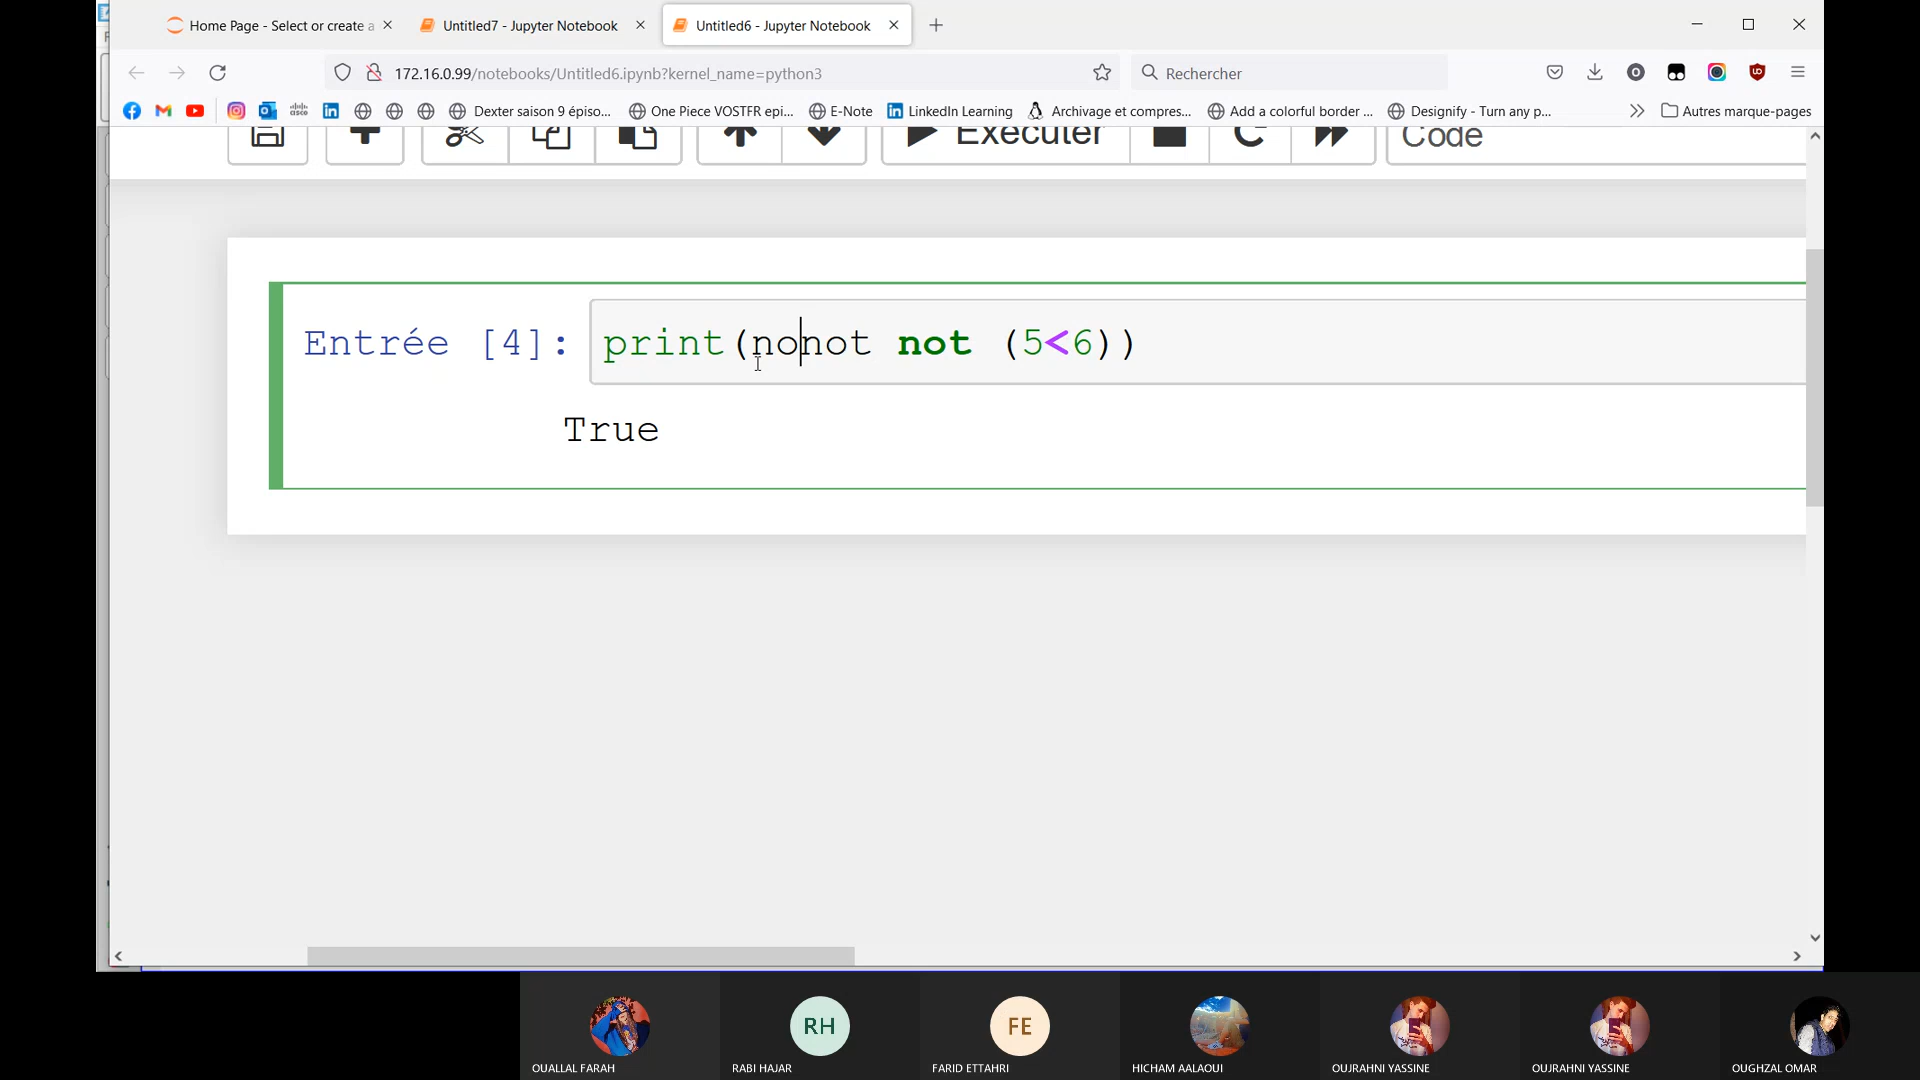 Home Page - Select or create a
Untitled7 - Jupyter Notebook
Untitled6 - Jupyter Notebook
172.16.0.99/notebooks/Untitled6.ipynb?kernel_name=python3
Rechercher
Dexter saison 9 épiso...
One Piece VOSTFR epi...
E-Note
LinkedIn Learning
Archivage et compres...
Add a colorful border ...
Designify - Turn any p...
Autres marque-pages
Exécuter
Code
Entrée [4]: print(nonot not (5<6))
True
RH
FE
OUALLAL FARAH
RABI HAJAR
FARID ETTAHRI
HICHAM AALAOUI
OUJRAHNI YASSINE
OUJRAHNI YASSINE
OUGHZAL OMAR